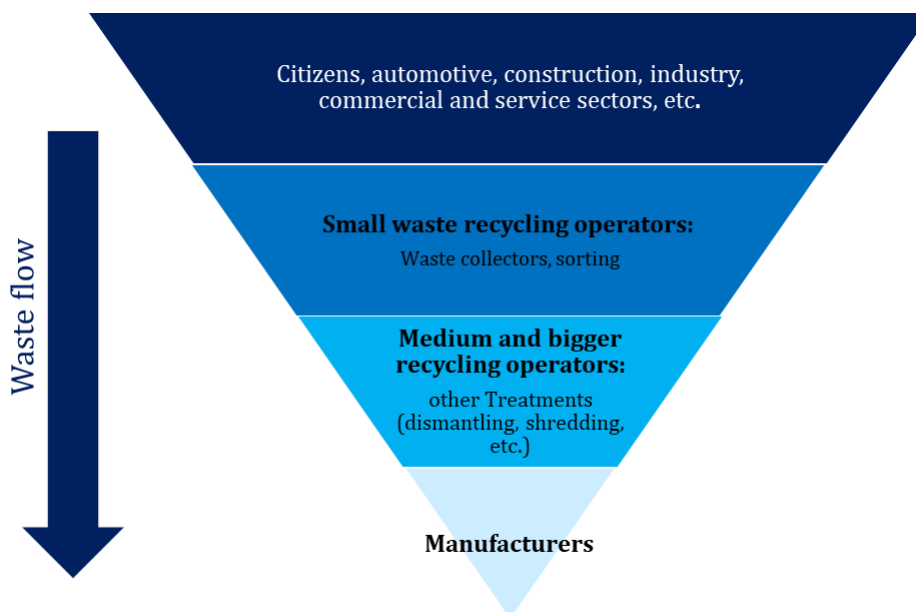 Citizens, automotive, construction, industry,
commercial and service sectors, etc.
Waste flow
Small waste recycling operators:
Waste collectors, sorting
Medium and bigger
recycling operators:
other Treatments
(dismantling, shredding,
etc.)
Manufacturers